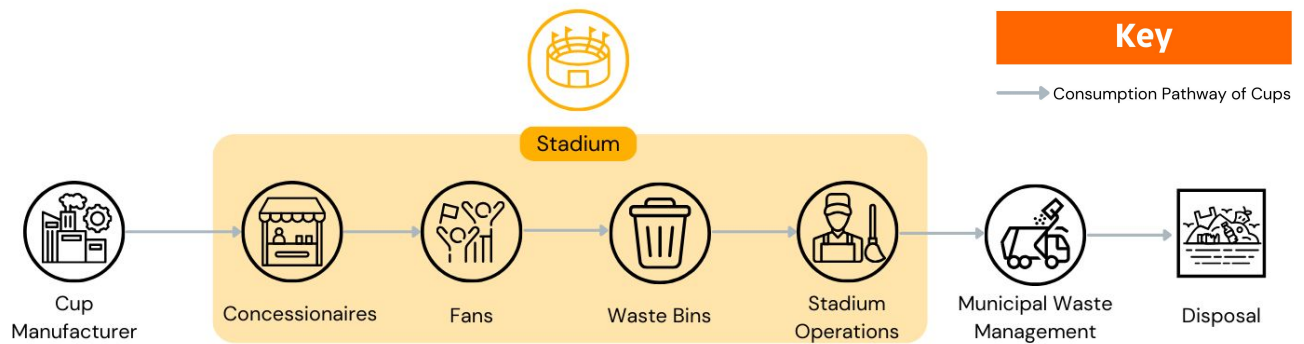 Key
Consumption Pathway of Cups
Stadium
Cup
Manufacturer
Concessionaires
Fans
Waste Bins
Stadium
Operations
Municipal Waste
Management
Disposal